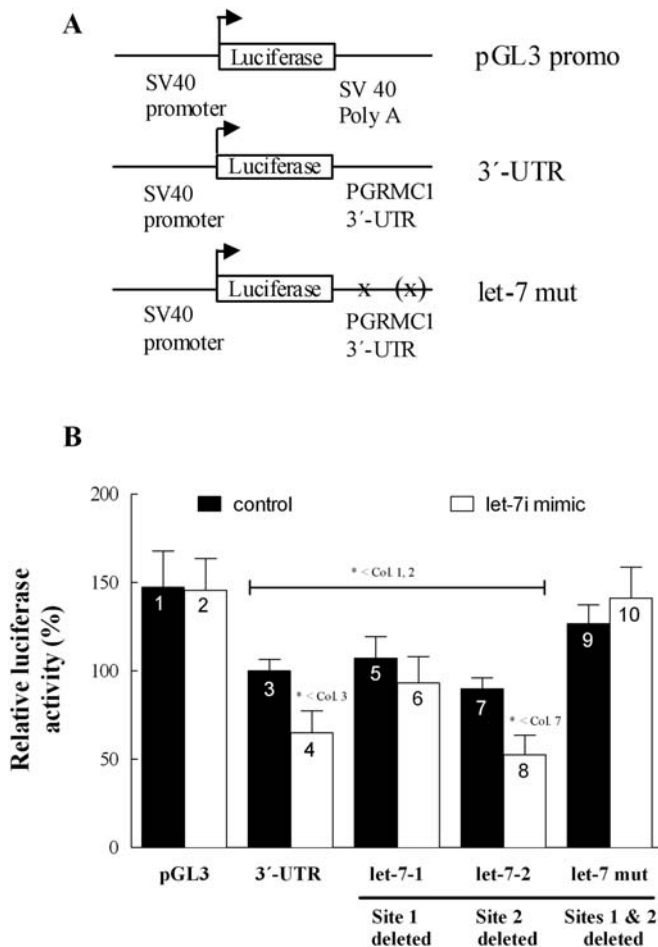 A
Luciferase
pGL3 promo
SV40
promoter
SV 40
Poly A
Luciferase
3´-UTR
SV40
promoter
PGRMC1
3´-UTR
Luciferase
x (x)
let-7 mut
SV40
promoter
PGRMC1
3´-UTR
B
Relative luciferase
activity (%)
200
150
100
50
0
control
let7i mimic
* < Col. 1, 2
* < Col. 3
* < Col. 7
1
2
3
4
5
6
7
8
9
10
pGL3 3´-UTR let-7-1 let-7-2 let-7 mut
Site 1
deleted
Site 2
deleted
Sites 1 & 2
deleted